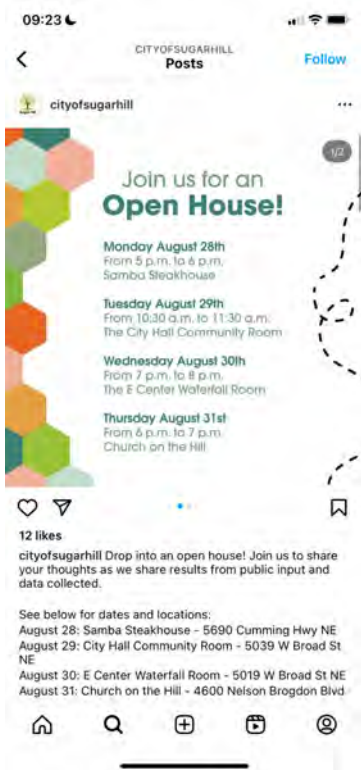 09:23
CITYOFSUGARHILL
Posts
Follow
cityofsugarhill
1/2
Join us for an
Open House!
Monday August 28th
From 5 p.m. to 6 p.m.
Samba Steakhouse
Tuesday August 29th
From 10:30 a.m. to 11:30 a.m.
The City Hall Community Room
Wednesday August 30th
From 7 p.m. to 8 p.m.
The E Center Waterfall Room
Thursday August 31st
From 6 p.m. to 7 p.m.
Church on the Hill
12 likes
cityofsugarhill Drop into an open house! Join us to share
your thoughts as we share results from public input and
data collected.
See below for dates and locations:
August 28: Samba Steakhouse - 5690 Cumming Hwy NE
August 29: City Hall Community Room - 5039 W Broad St
NE
August 30: E Center Waterfall Room - 5019 W Broad St NE
August 31: Church on the Hill - 4600 Nelson Brogdon Blvd